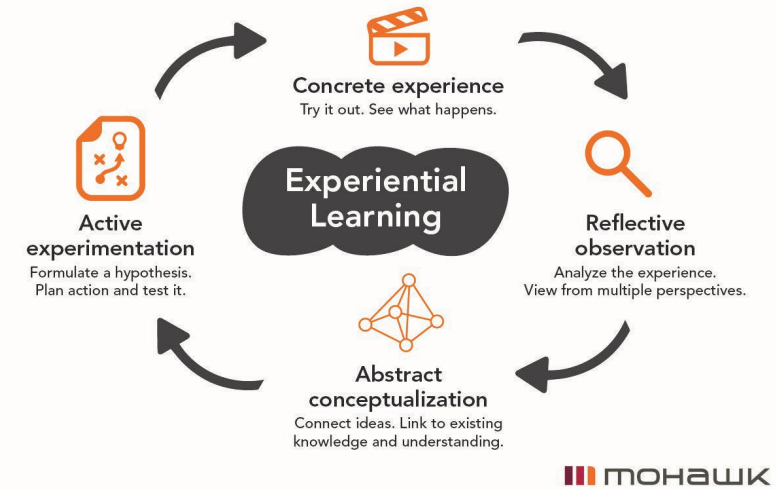 Concrete experience
Try it out. See what happens.
Experiential
Learning
Reflective
observation
Analyze the experience.
View from multiple perspectives.
Abstract
conceptualization
Connect ideas. Link to existing
knowledge and understanding.
Active
experimentation
Formulate a hypothesis.
Plan action and test it.
mohawk